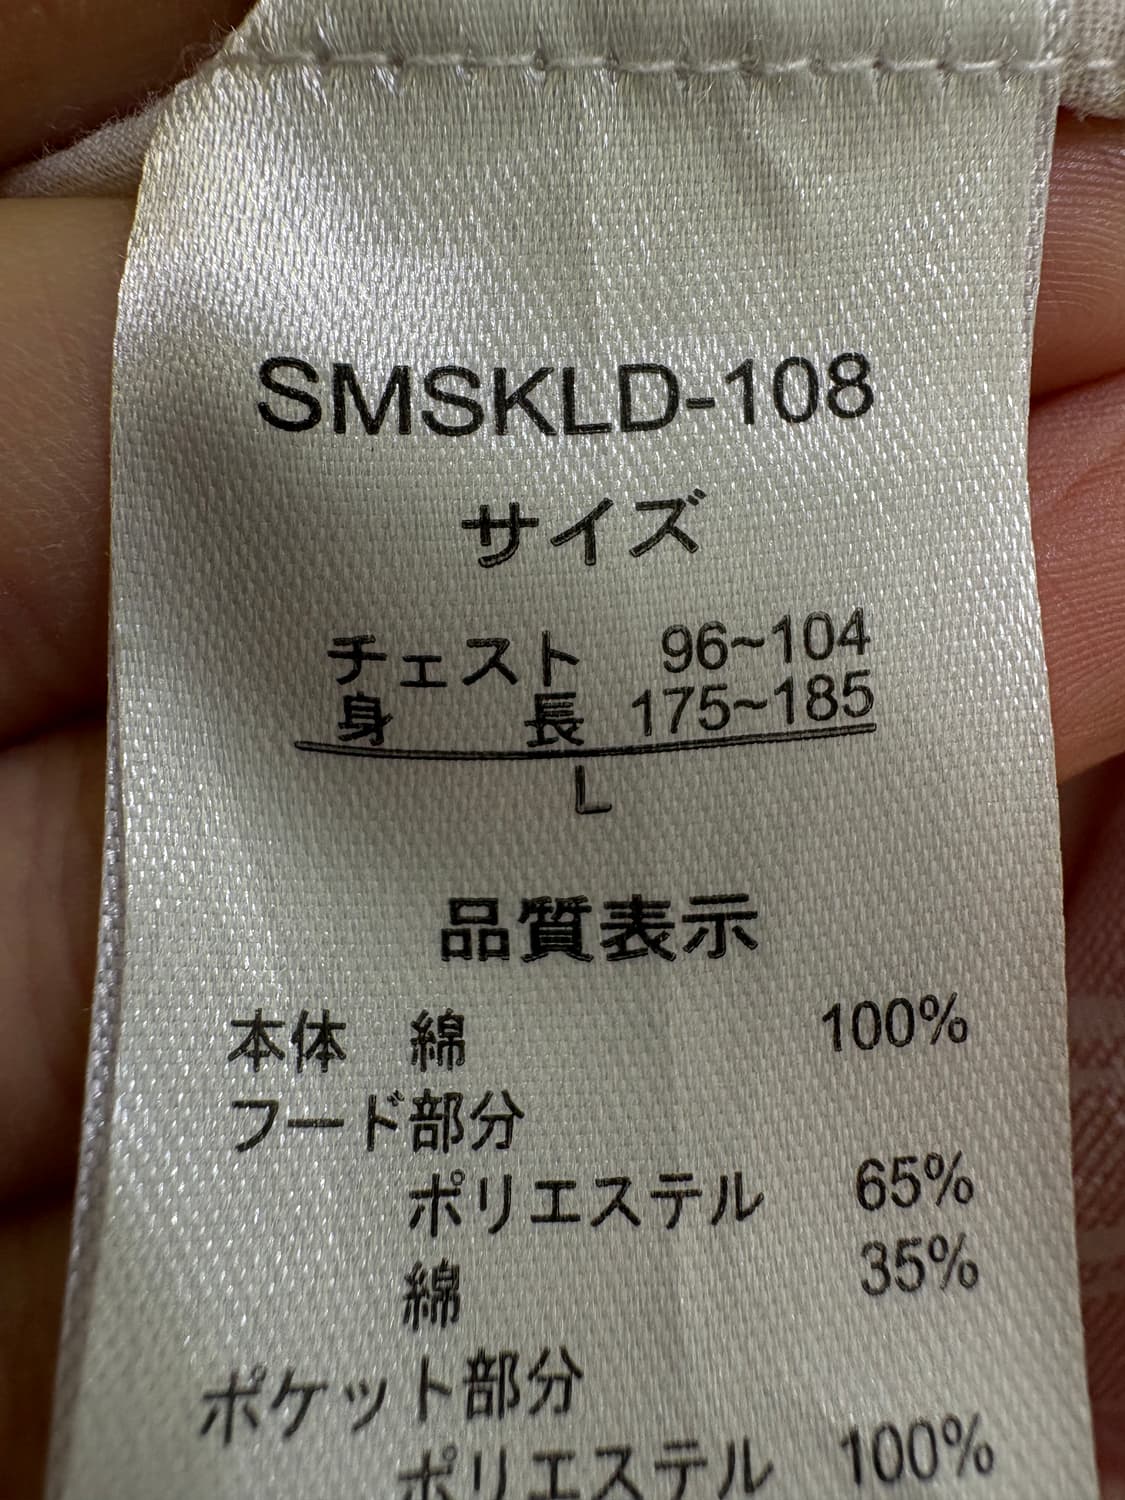 SMSKLD-108
サイズ
チェスト 96~104
身長 175~185
L
品質表示
本体 綿 100%
フード部分
ポリエステル 65%
綿 35%
ポケット部分
ポリエステル 100%